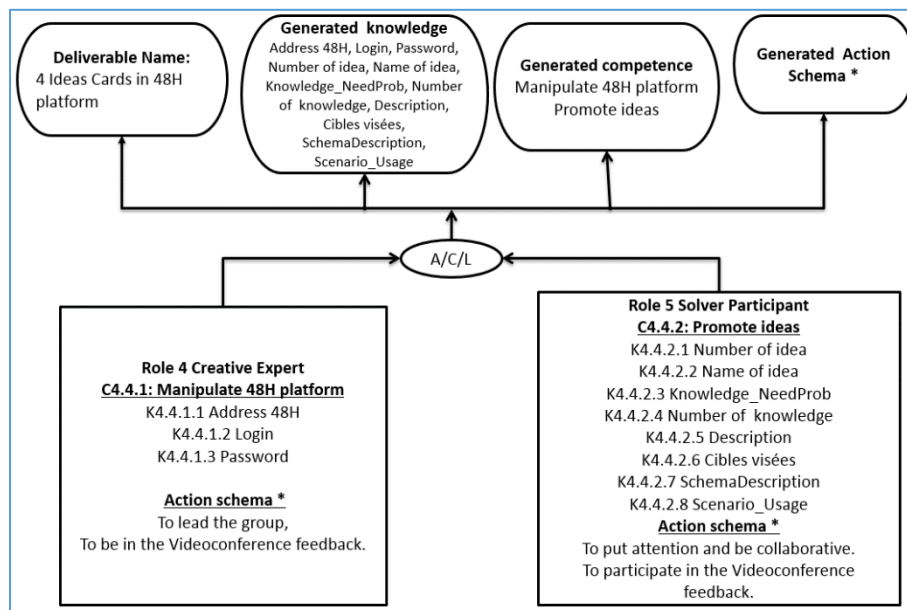 Deliverable Name:
4 Ideas Cards in 48H
platform
Generated knowledge
Address 48H, Login, Password,
Number of idea, Name of idea,
Knowledge_NeedProb, Number
of knowledge, Description,
Cibles visées,
SchemaDescription,
Scenario_Usage
Generated competence
Manipulate 48H platform
Promote ideas
Generated Action
Schema *
A/C/L
Role 4 Creative Expert
C4.4.1: Manipulate 48H platform
K4.4.1.1 Address 48H
K4.4.1.2 Login
K4.4.1.3 Password
Action schema *
To lead the group,
To be in the Videoconference feedback.
Role 5 Solver Participant
C4.4.2: Promote ideas
K4.4.2.1 Number of idea
K4.4.2.2 Name of idea
K4.4.2.3 Knowledge_NeedProb
K4.4.2.4 Number of knowledge
K4.4.2.5 Description
K4.4.2.6 Cibles visées
K4.4.2.7 SchemaDescription
K4.4.2.8 Scenario_Usage
Action schema *
To put attention and be collaborative.
To participate in the Videoconference
feedback.